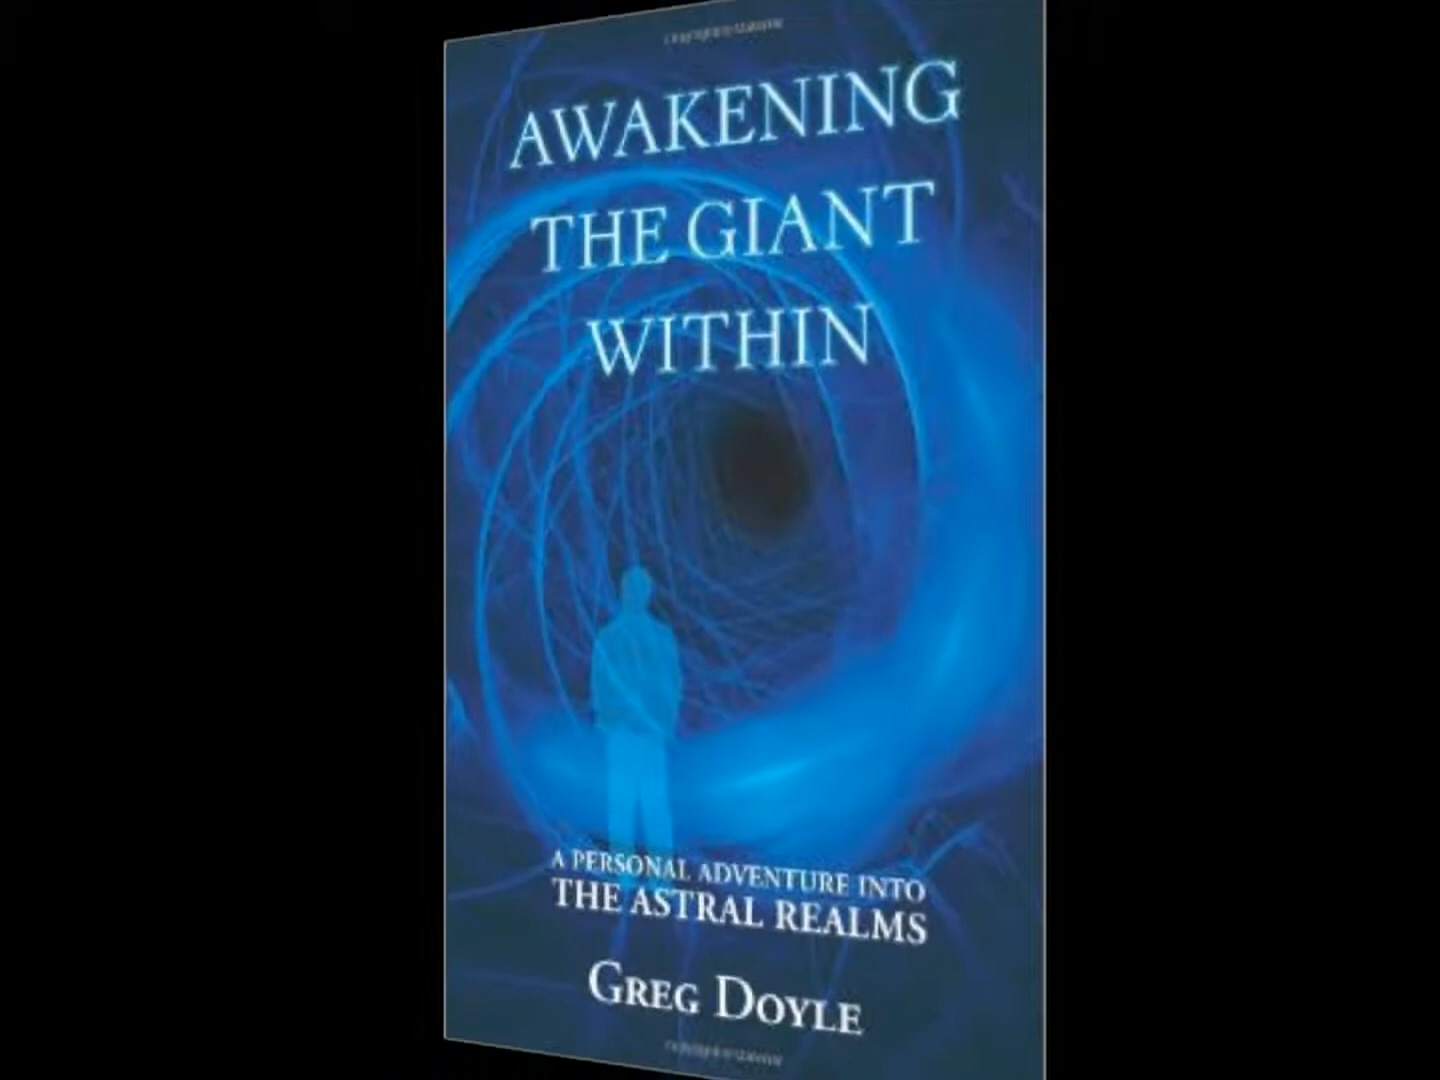 AWAKENING
THE GIANT
WITHIN
A PERSONAL ADVENTURE INTO
THE ASTRAL REALMS
GREG DOYLE